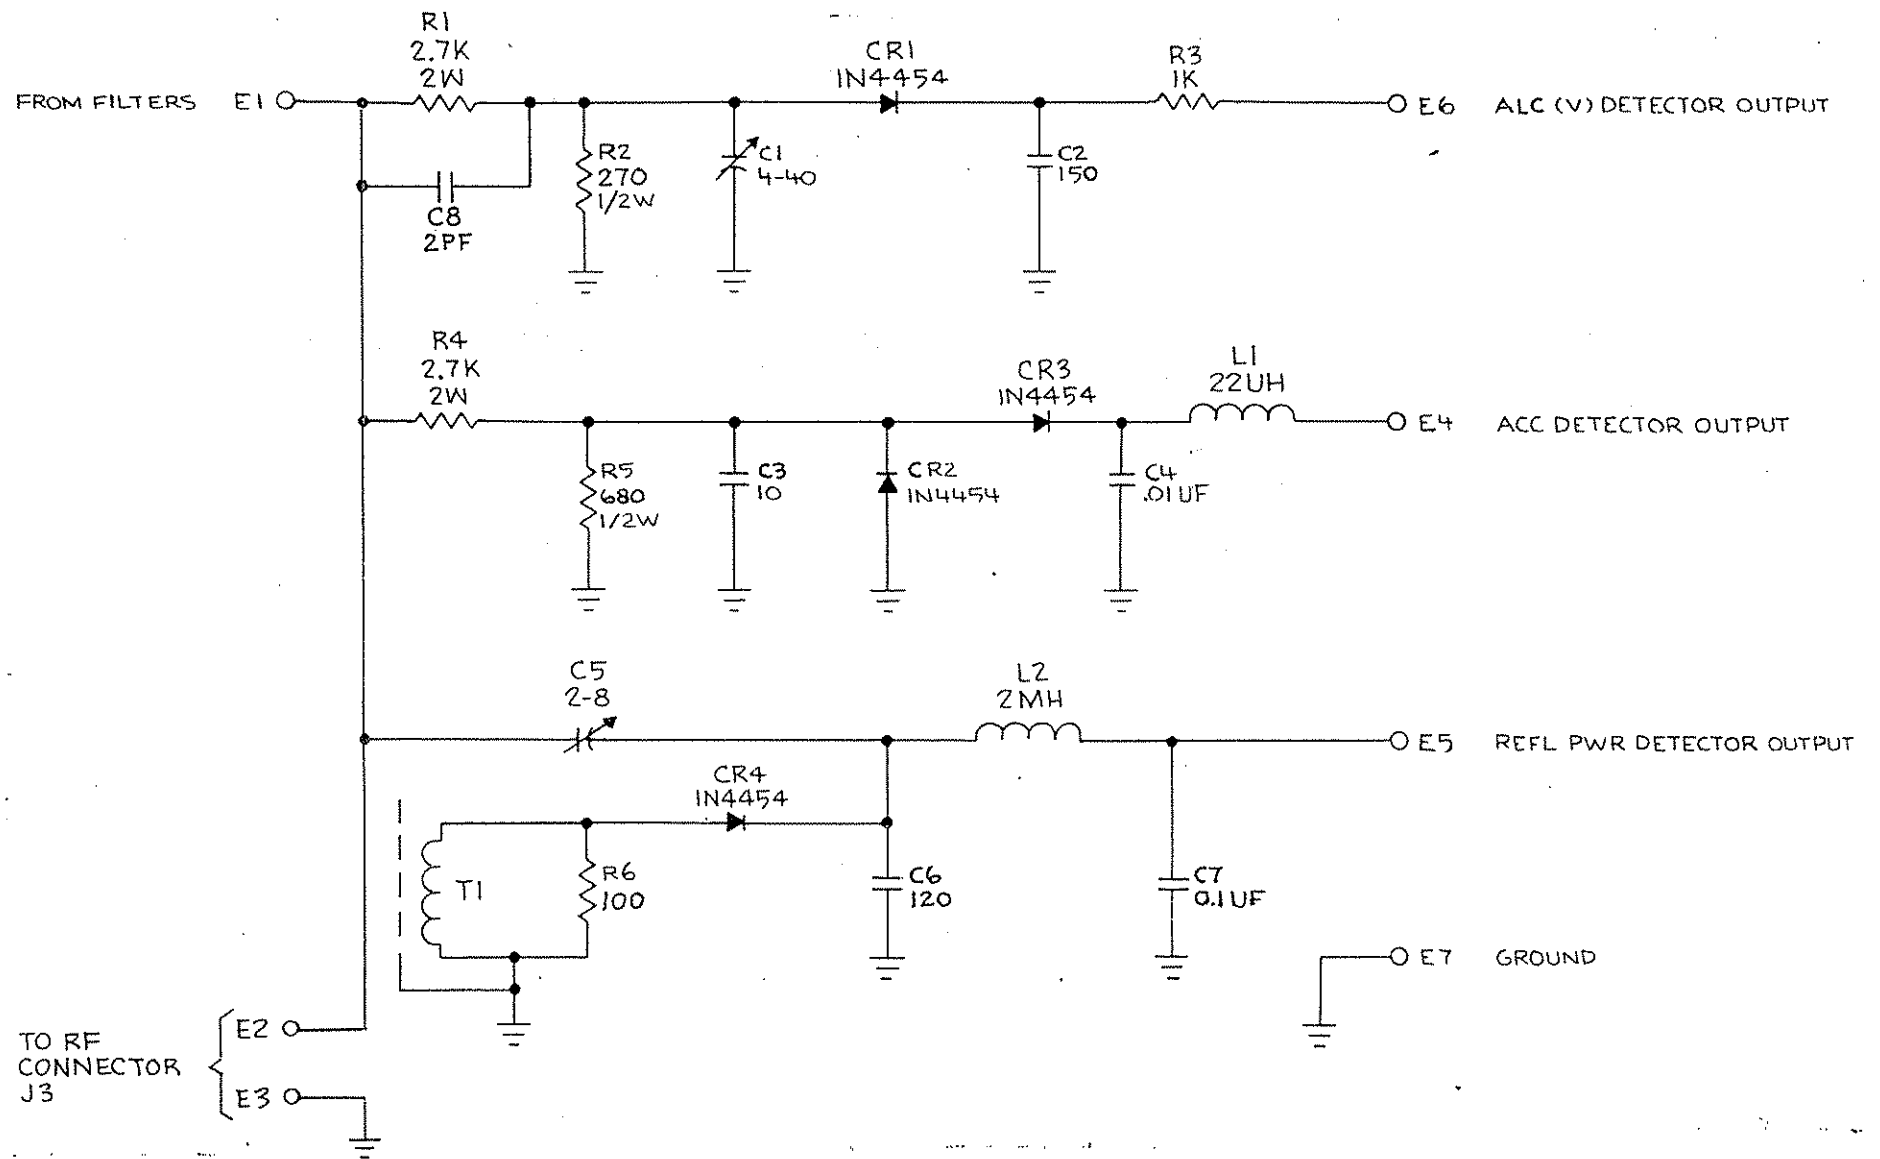 R1
2.7K
2W
CR1
1N4454
R3
1K
FROM FILTERS E1
E6 ALC (V) DETECTOR OUTPUT
R2
270
1/2W
C1
4-40
C2
150
C8
2PF
R4
2.7K
2W
CR3
1N4454
L1
22UH
E4 ACC DETECTOR OUTPUT
R5
680
1/2W
C3
10
CR2
1N4454
C4
.01UF
C5
2-8
L2
2MH
E5 REFL PWR DETECTOR OUTPUT
CR4
1N4454
T1
R6
100
C6
120
C7
0.1UF
E7 GROUND
TO RF
CONNECTOR
J3
E2
E3